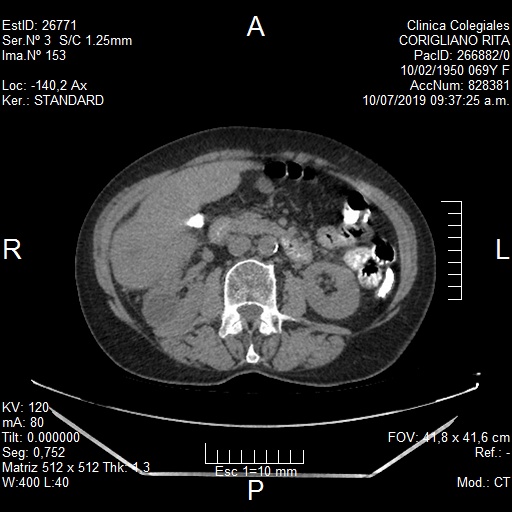 EstID: 26771
Ser.Nº 3 S/C 1.25mm
Ima.Nº 153
Loc: -140,2 Ax
Ker.: STANDARD
A
Clinica Colegiales
CORIGLIANO RITA
PacID: 266882/0
10/02/1950 069Y F
AccNum: 828381
10/07/2019 09:37:25 a.m.
R
L
KV: 120
mA: 80
Tilt: 0.000000
Seg: 0,752
Matriz 512 x 512 Thk: 1.3
W:400 L:40
Esc 1=10 mm
P
FOV: 41,8 x 41,6 cm
Ref.: -
Mod.: CT